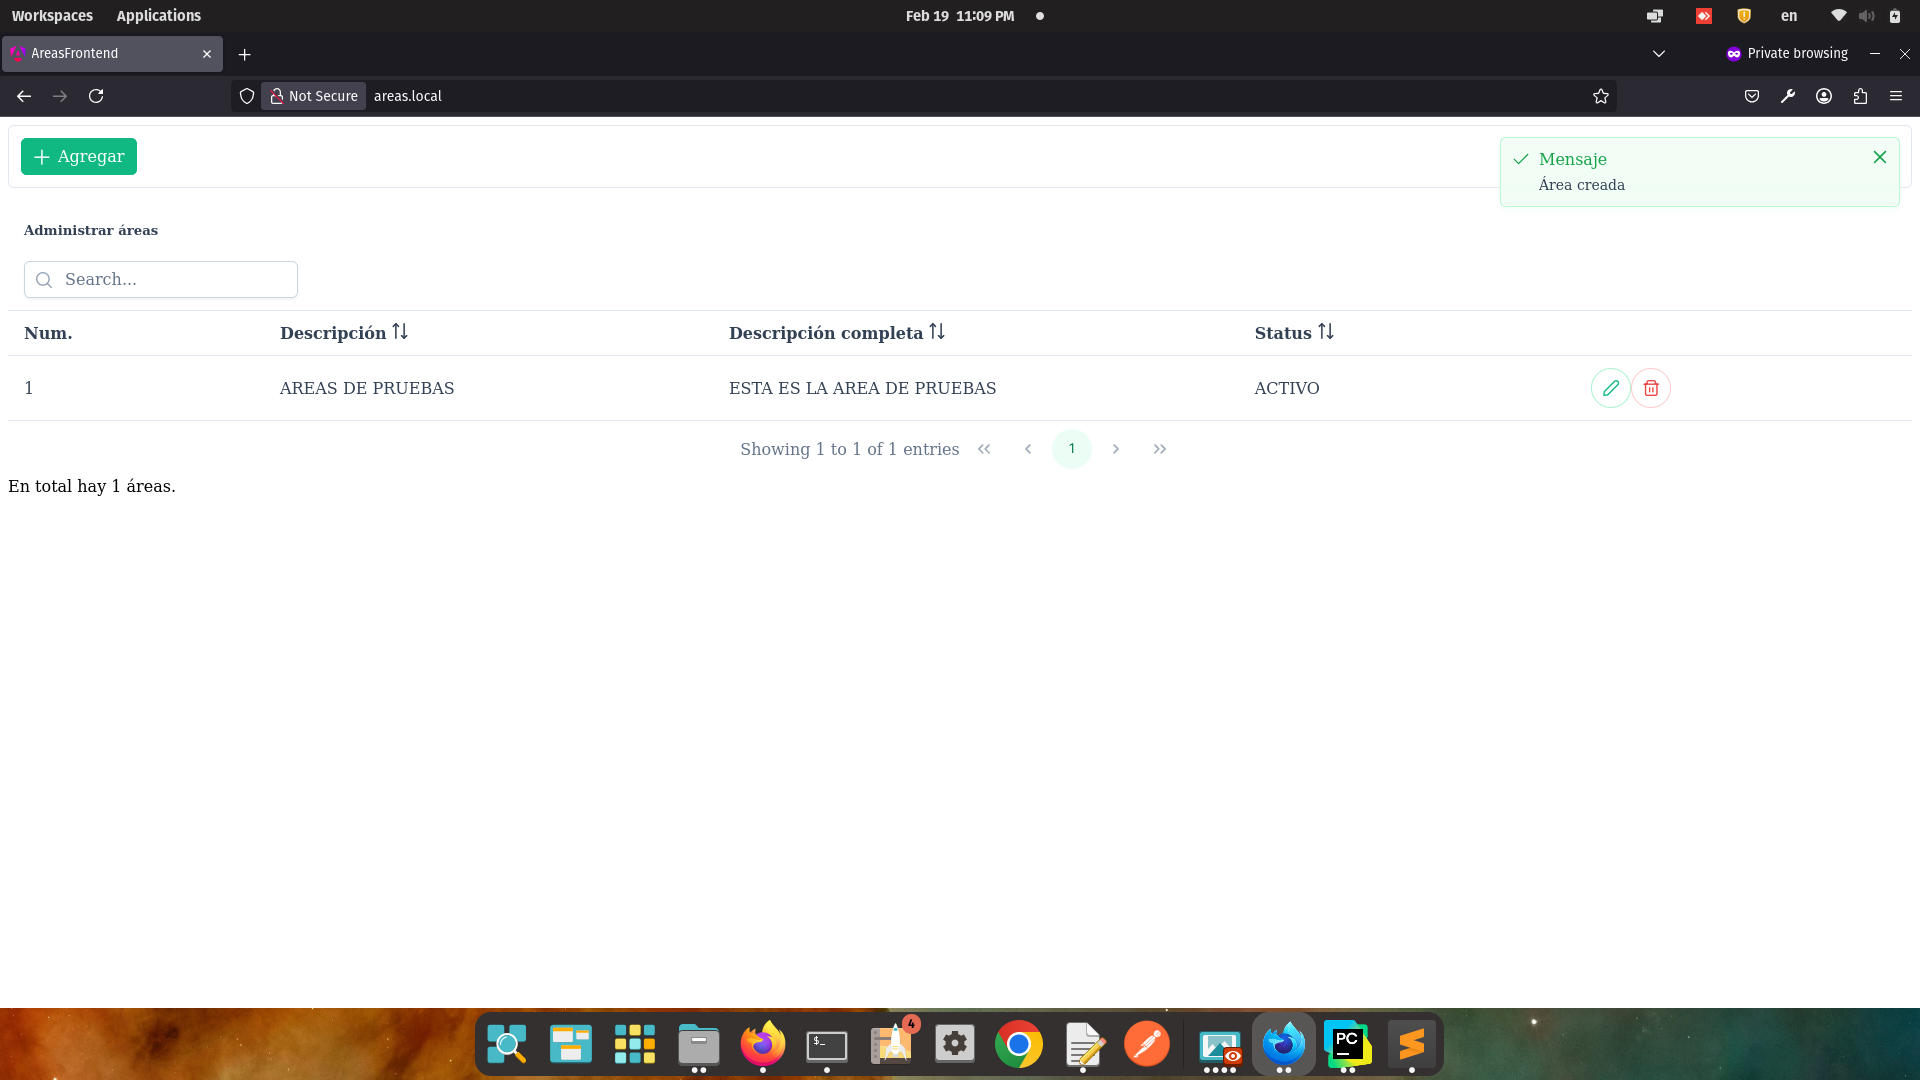 Workspaces Applications Feb 19 11:09 PM en
AreasFrontend Private browsing
Not Secure areas.local
Agregar
Mensaje
Área creada
Administrar áreas
Search...
Num. Descripción Descripción completa Status
1 AREAS DE PRUEBAS ESTA ES LA AREA DE PRUEBAS ACTIVO
Showing 1 to 1 of 1 entries 1
En total hay 1 áreas.
4
$_
PC